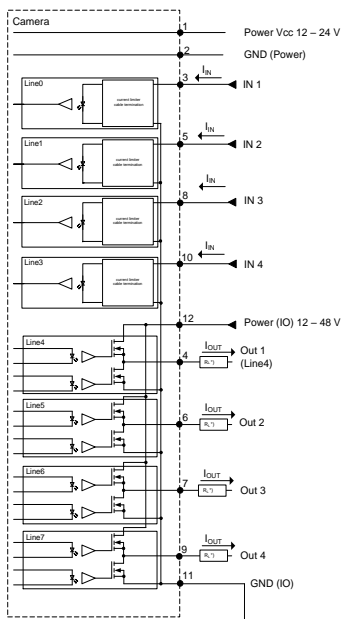 Camera
1
Power Vcc 12 – 24 V
2
GND (Power)
Line0
current limiter
cable termination
3
IIN
IN 1
Line1
current limiter
cable termination
5
IIN
IN 2
Line2
current limiter
cable termination
8
IIN
IN 3
Line3
current limiter
cable termination
10
IIN
IN 4
12
Power (IO) 12 – 48 V
Line4
4
IOUT
RL *)
Out 1
(Line4)
Line5
6
IOUT
RL *)
Out 2
Line6
7
IOUT
RL *)
Out 3
Line7
9
IOUT
RL *)
Out 4
11
GND (IO)